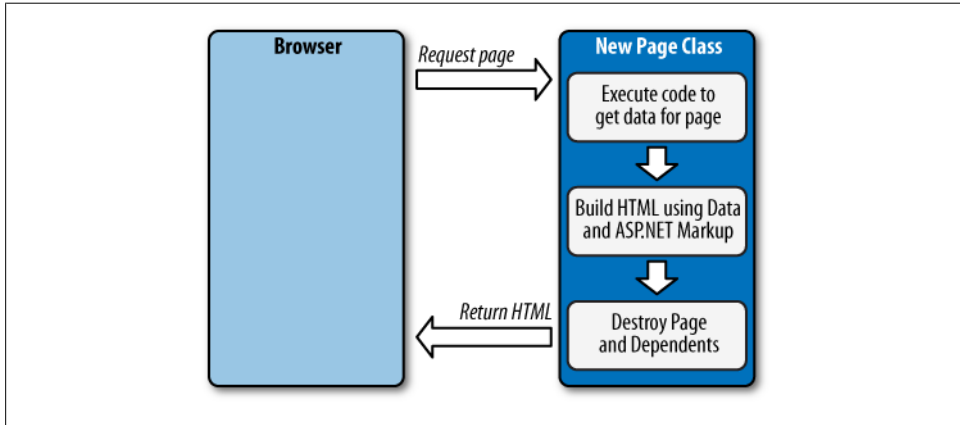 Browser
Request page
New Page Class
Execute code to
get data for page
Build HTML using Data
and ASP.NET Markup
Return HTML
Destroy Page
and Dependents